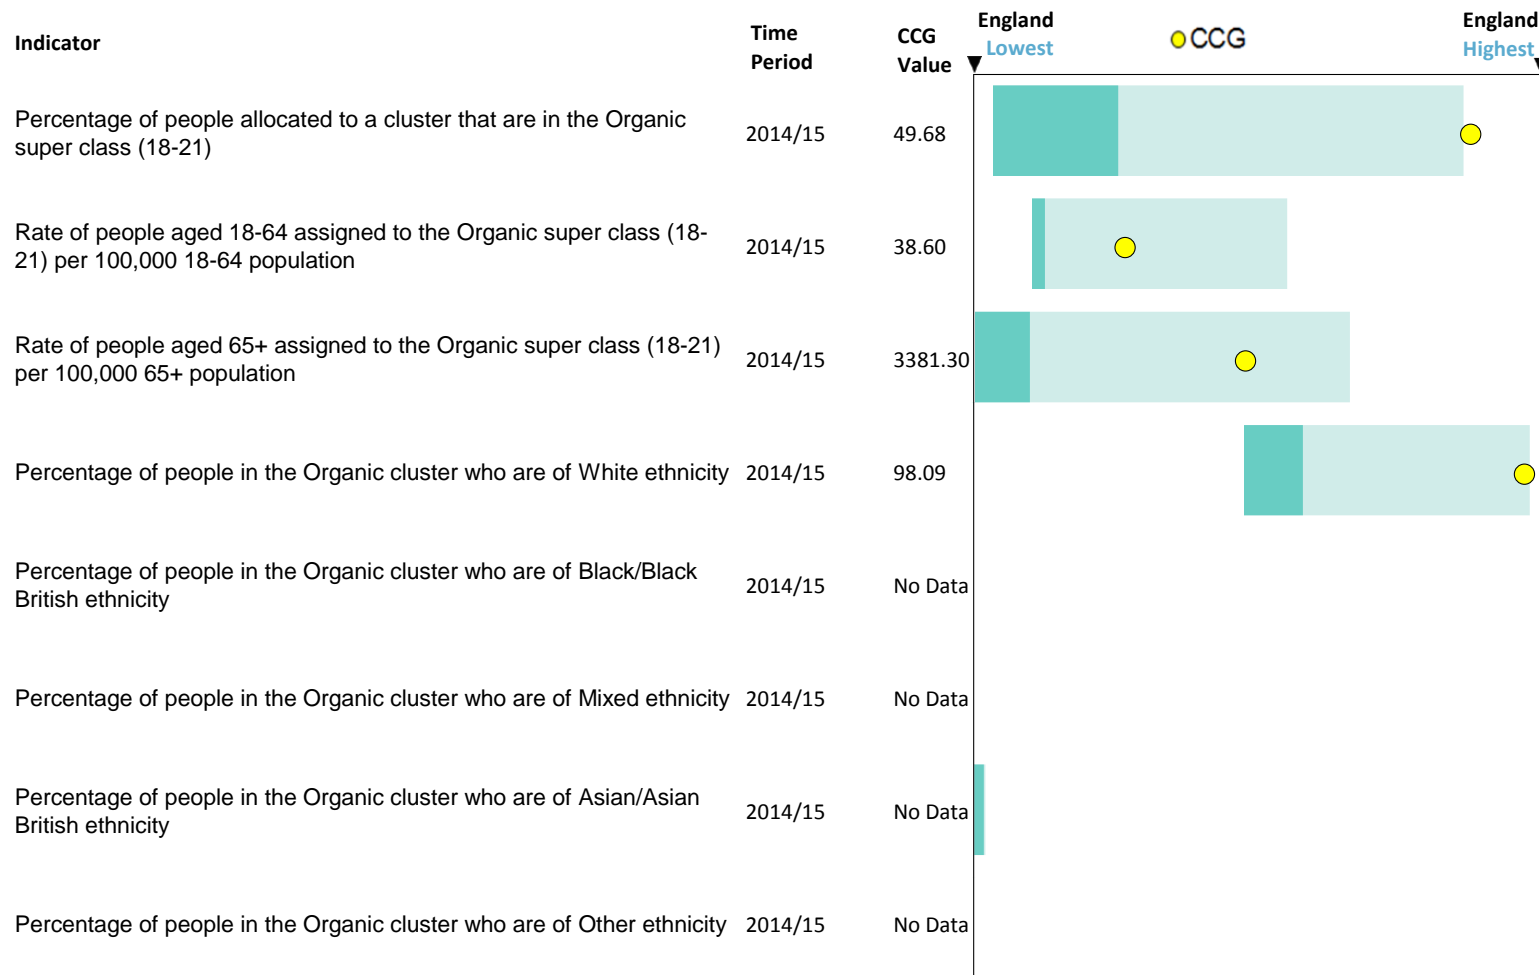 Indicator
Time
Period
CCG
Value
England
Lowest
CCG
England
Highest
Percentage of people allocated to a cluster that are in the Organic
super class (18-21)
2014/15
49.68
Rate of people aged 18-64 assigned to the Organic super class (18-
21) per 100,000 18-64 population
2014/15
38.60
Rate of people aged 65+ assigned to the Organic super class (18-21)
per 100,000 65+ population
2014/15
3381.30
Percentage of people in the Organic cluster who are of White ethnicity
2014/15
98.09
Percentage of people in the Organic cluster who are of Black/Black
British ethnicity
2014/15
No Data
Percentage of people in the Organic cluster who are of Mixed ethnicity
2014/15
No Data
Percentage of people in the Organic cluster who are of Asian/Asian
British ethnicity
2014/15
No Data
Percentage of people in the Organic cluster who are of Other ethnicity
2014/15
No Data